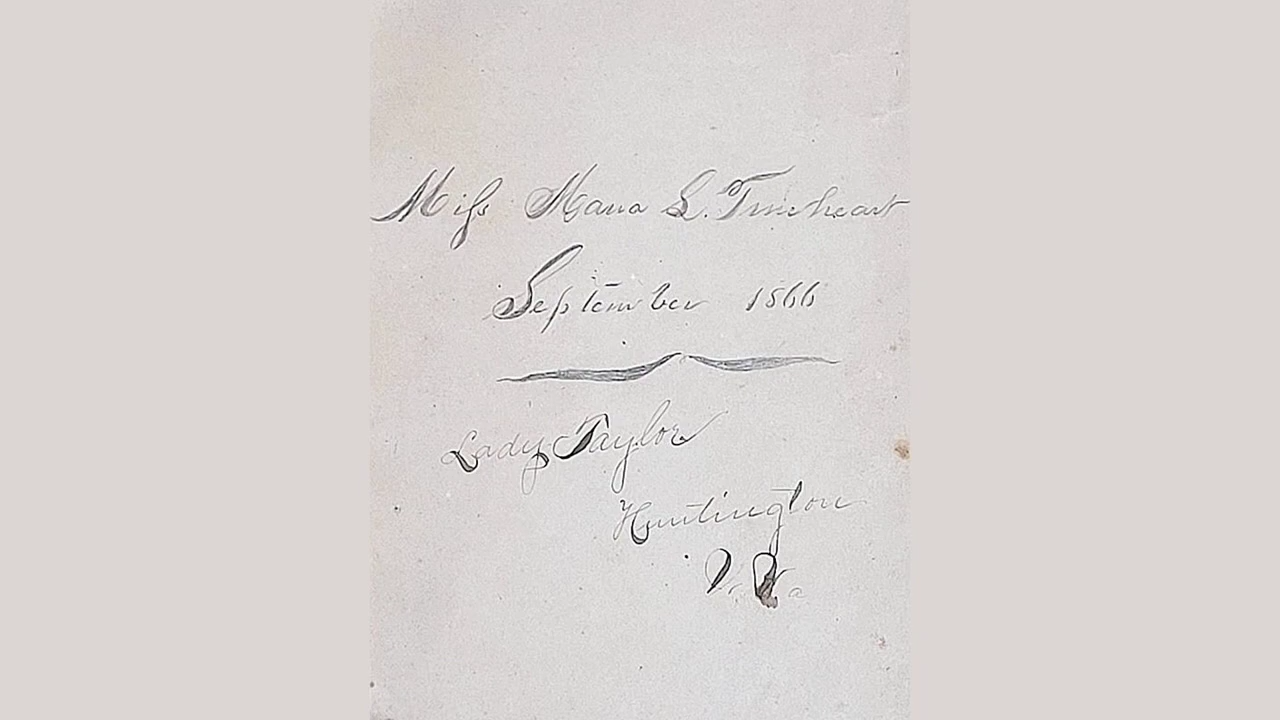 Miſs Maria L. Trueheart
September 1866
Lady Taylor
Huntington
W. Va